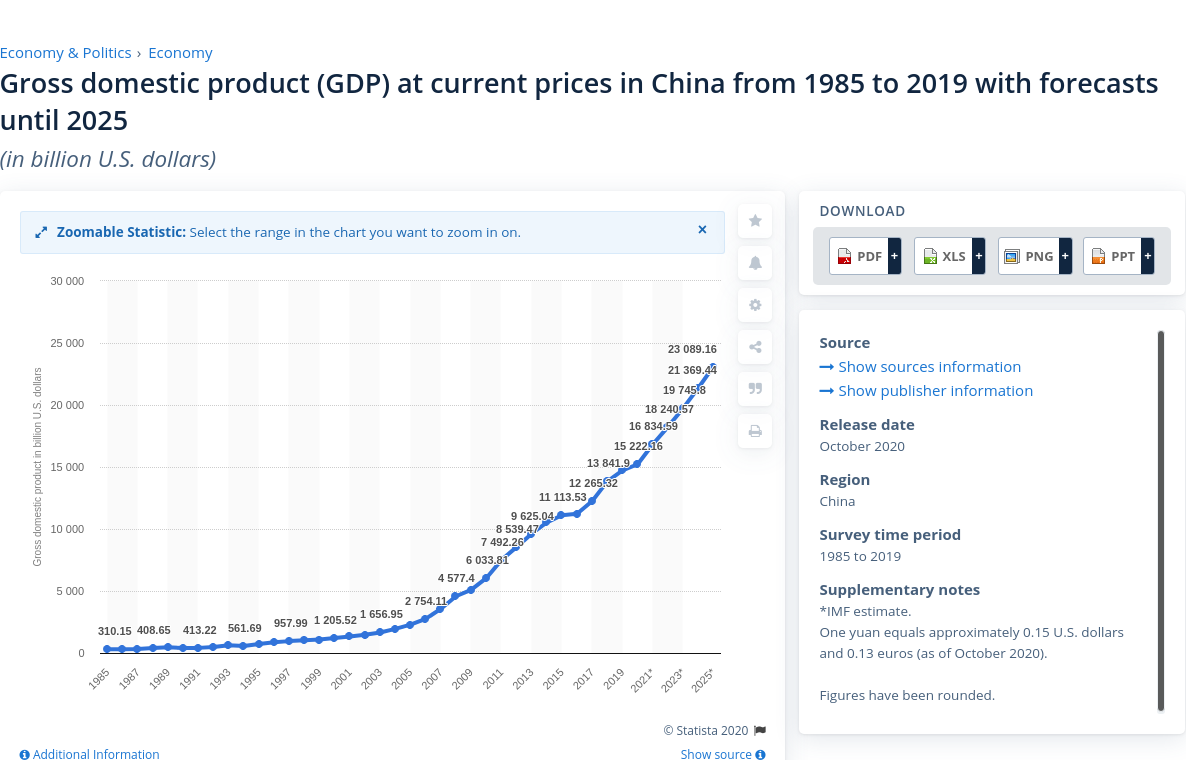 Economy & Politics › Economy
Gross domestic product (GDP) at current prices in China from 1985 to 2019 with forecasts
until 2025
(in billion U.S. dollars)
Zoomable Statistic: Select the range in the chart you want to zoom in on. ×
Gross domestic product in billion U.S. dollars
30 000
25 000
20 000
15 000
10 000
5 000
0
310.15
408.65
413.22
561.69
957.99
1 205.52
1 656.95
2 754.11
4 577.4
6 033.81
7 492.26
8 539.47
9 625.04
11 113.53
12 265.32
13 841.9
15 222.16
16 834.59
18 240.57
19 745.8
21 369.44
23 089.16
1985
1987
1989
1991
1993
1995
1997
1999
2001
2003
2005
2007
2009
2011
2013
2015
2017
2019
2021*
2023*
2025*
© Statista 2020
Additional Information
Show source
DOWNLOAD
PDF +
XLS +
PNG +
PPT +
Source
Show sources information
Show publisher information
Release date
October 2020
Region
China
Survey time period
1985 to 2019
Supplementary notes
*IMF estimate.
One yuan equals approximately 0.15 U.S. dollars
and 0.13 euros (as of October 2020).
Figures have been rounded.